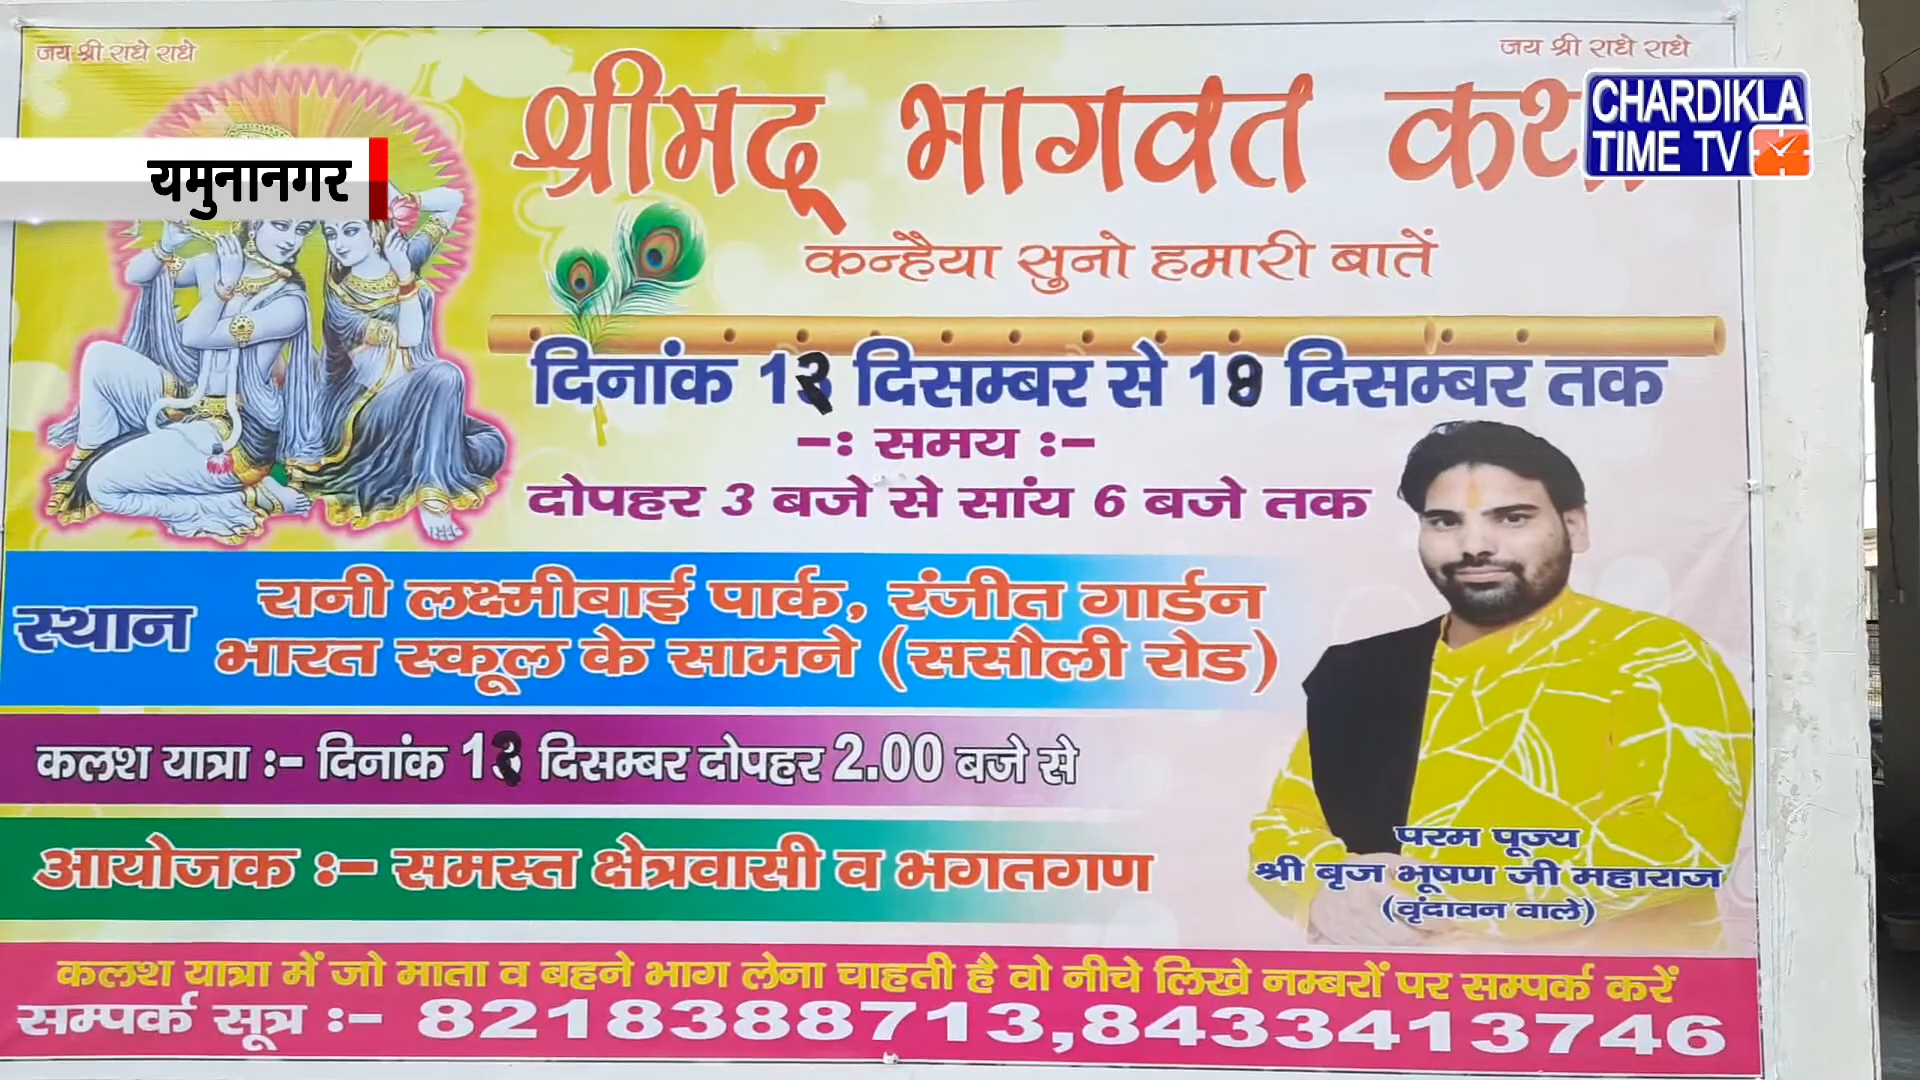 जय श्री राधे राधे
जय श्री राधे राधे
CHARDIKLA
TIME TV
यमुनानगर
श्रीमद् भागवत कथा
कन्हैया सुनो हमारी बातें
दिनांक दिसम्बर से दिसम्बर तक
-: समय :-
दोपहर 3 बजे से सांय 6 बजे तक
स्थान
रानी लक्ष्मीबाई पार्क, रंजीत गार्डन
भारत स्कूल के सामने (ससौली रोड)
कलश यात्रा :- दिनांक दिसम्बर दोपहर 2.00 बजे से
आयोजक :- समस्त क्षेत्रवासी व भगतगण
परम पूज्य
श्री बृज भूषण जी महाराज
(वृंदावन वाले)
कलश यात्रा में जो माता व बहने भाग लेना चाहती है वो नीचे लिखे नम्बरों पर सम्पर्क करें
सम्पर्क सूत्र :- 8218388713,8433413746